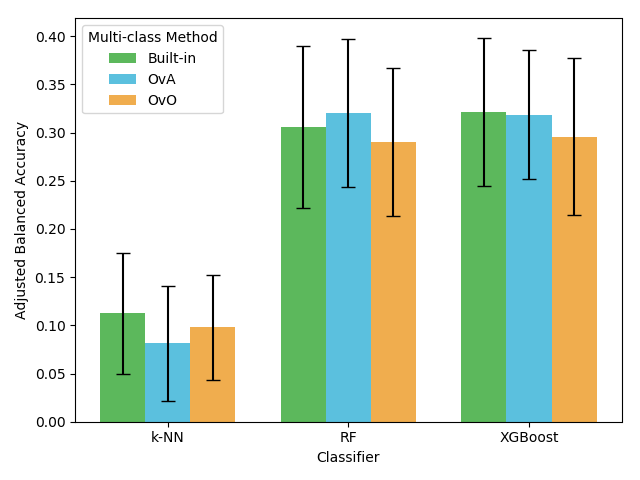 Multi-class Method
Built-in
OvA
OvO
0.40
0.35
0.30
0.25
0.20
0.15
0.10
0.05
0.00
Adjusted Balanced Accuracy
k-NN
RF
XGBoost
Classifier